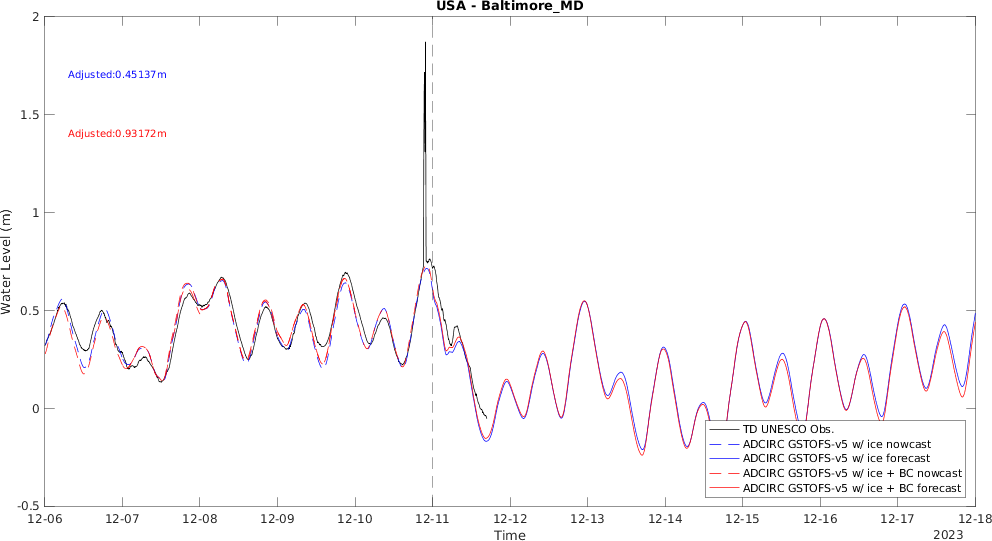 USA - Baltimore_MD
2
Adjusted:0.45137m
1.5
Adjusted:0.93172m
1
Water Level (m)
0.5
0
TD UNESCO Obs.
ADCIRC GSTOFS-v5 w/ ice nowcast
ADCIRC GSTOFS-v5 w/ ice forecast
ADCIRC GSTOFS-v5 w/ ice + BC nowcast
ADCIRC GSTOFS-v5 w/ ice + BC forecast
-0.5
12-06 12-07 12-08 12-09 12-10 12-11 12-12 12-13 12-14 12-15 12-16 12-17 12-18
Time
2023